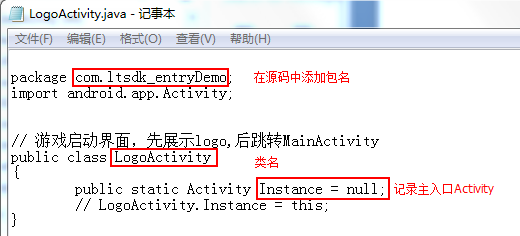 LogoActivity.java - 记事本
文件(F) 编辑(E) 格式(O) 查看(V) 帮助(H)
package com.ltsdk_entryDemo; 在源码中添加包名
import android.app.Activity;
// 游戏启动界面，先展示logo,后跳转MainActivity
public class LogoActivity 类名
{
public static Activity Instance = null; 记录主入口Activity
// LogoActivity.Instance = this;
}